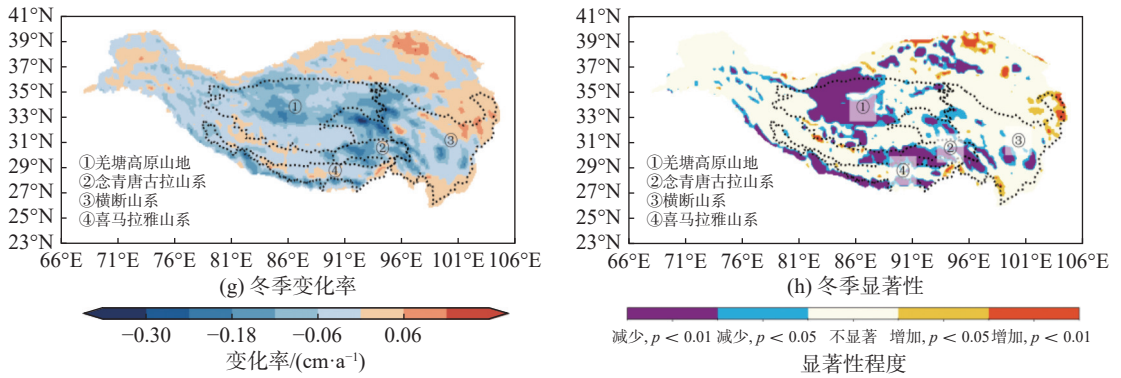 41°N
39°N
37°N
35°N
33°N
31°N
29°N
27°N
25°N
23°N
①
②
③
④
①羌塘高原山地
②念青唐古拉山系
③横断山系
④喜马拉雅山系
66°E 71°E 76°E 81°E 86°E 91°E 96°E 101°E 106°E
(g) 冬季变化率
−0.30 −0.18 −0.06 0.06
变化率/(cm·a⁻¹)
41°N
39°N
37°N
35°N
33°N
31°N
29°N
27°N
25°N
23°N
①
②
③
④
①羌塘高原山地
②念青唐古拉山系
③横断山系
④喜马拉雅山系
66°E 71°E 76°E 81°E 86°E 91°E 96°E 101°E 106°E
(h) 冬季显著性
减少, p < 0.01 减少, p < 0.05 不显著 增加, p < 0.05 增加, p < 0.01
显著性程度